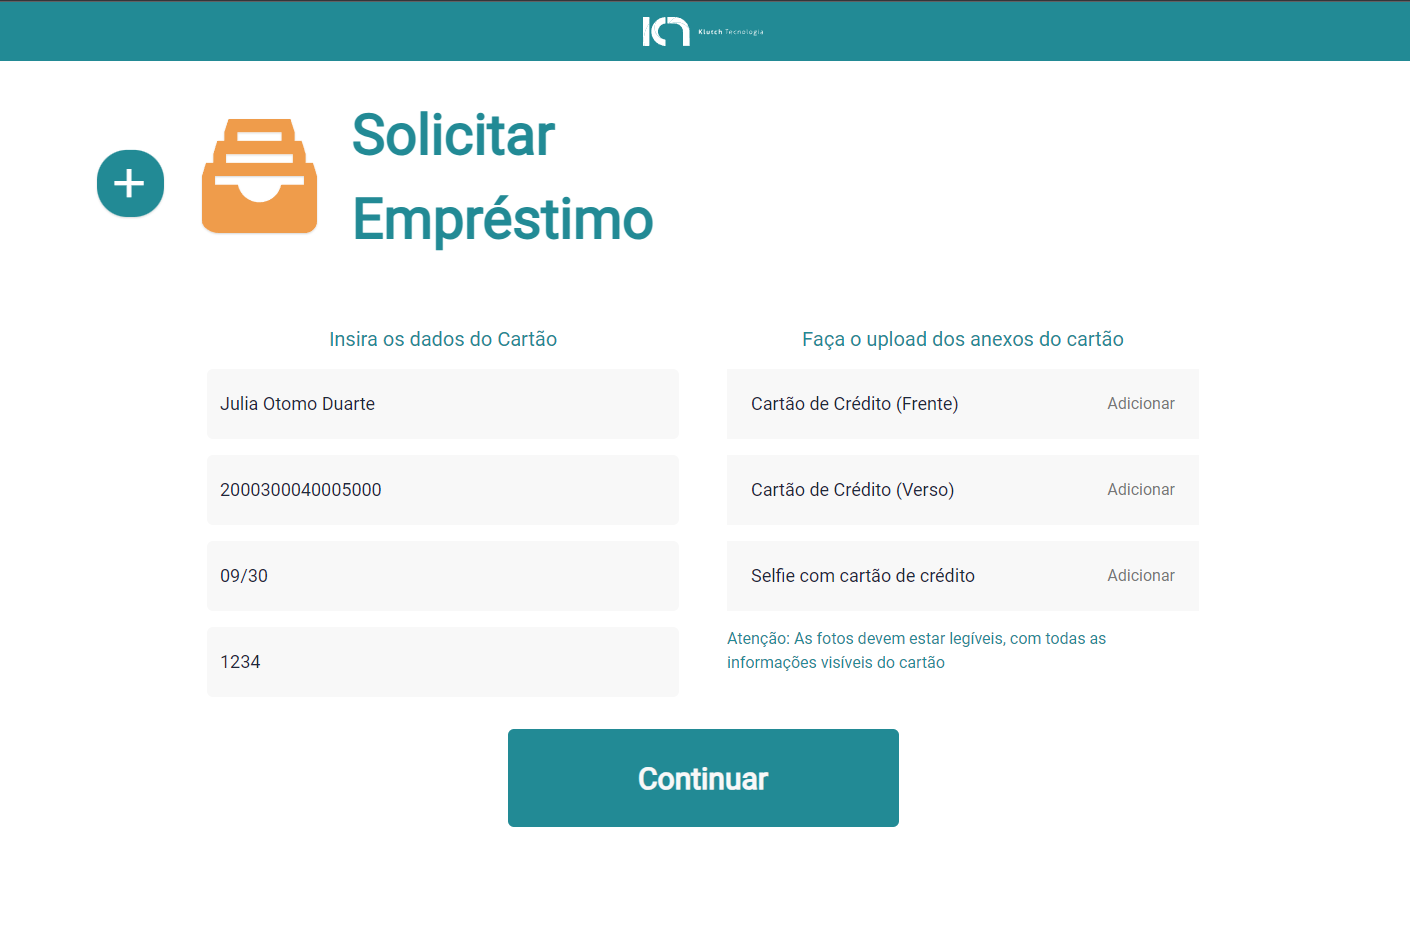 Klutch Tecnologia
Solicitar
Empréstimo
Insira os dados do Cartão
Julia Otomo Duarte
2000300040005000
09/30
1234
Faça o upload dos anexos do cartão
Cartão de Crédito (Frente) Adicionar
Cartão de Crédito (Verso) Adicionar
Selfie com cartão de crédito Adicionar
Atenção: As fotos devem estar legíveis, com todas as
informações visíveis do cartão
Continuar